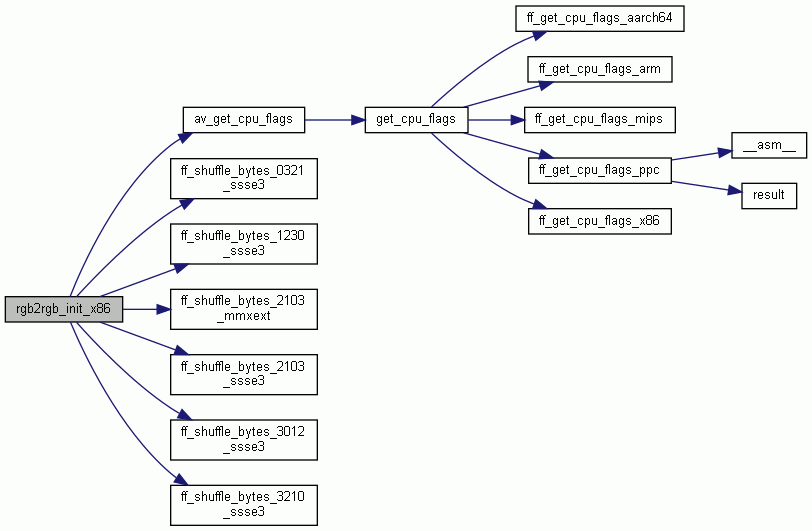 ff_get_cpu_flags_aarch64
ff_get_cpu_flags_arm
av_get_cpu_flags
get_cpu_flags
ff_get_cpu_flags_mips
__asm__
ff_shuffle_bytes_0321
_ssse3
ff_get_cpu_flags_ppc
result
ff_shuffle_bytes_1230
_ssse3
ff_get_cpu_flags_x86
rgb2rgb_init_x86
ff_shuffle_bytes_2103
_mmxext
ff_shuffle_bytes_2103
_ssse3
ff_shuffle_bytes_3012
_ssse3
ff_shuffle_bytes_3210
_ssse3